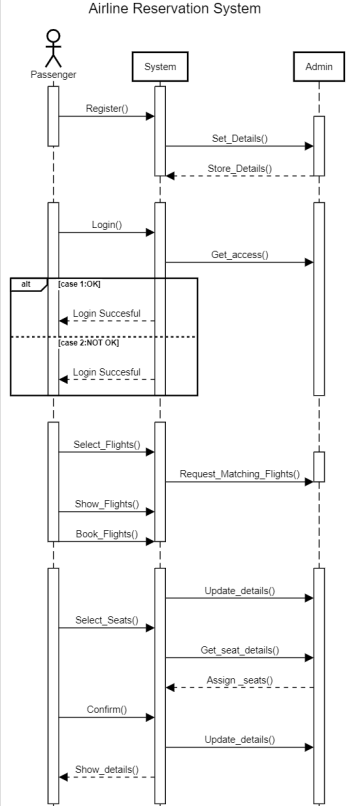 Airline Reservation System
Passenger
System
Admin
Register()
Set_Details()
Store_Details()
Login()
Get_access()
alt
[case 1:OK]
Login Succesful
[case 2:NOT OK]
Login Succesful
Select_Flights()
Request_Matching_Flights()
Show_Flights()
Book_Flights()
Update_details()
Select_Seats()
Get_seat_details()
Assign _seats()
Confirm()
Update_details()
Show_details()